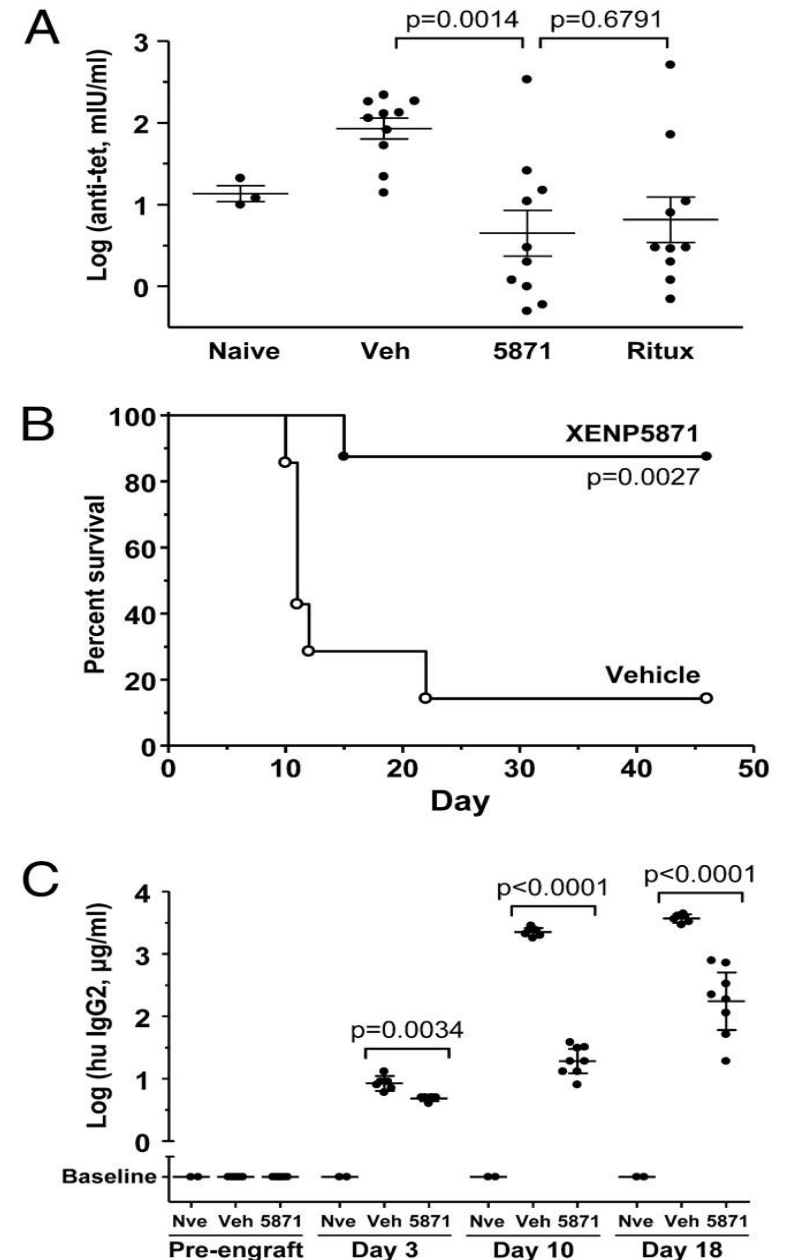 A
p=0.0014 p=0.6791
Log (anti-tet, mIU/ml)
3
2
1
0
Naive Veh 5871 Ritux
B
Percent survival
100
80
60
40
20
0
XENP5871
p=0.0027
Vehicle
0 10 20 30 40 50
Day
C
Log (hu IgG2, μg/ml)
4
3
2
1
0
Baseline
p=0.0034
p<0.0001
p<0.0001
Nve Veh 5871 Nve Veh 5871 Nve Veh 5871 Nve Veh 5871
Pre-engraft Day 3 Day 10 Day 18